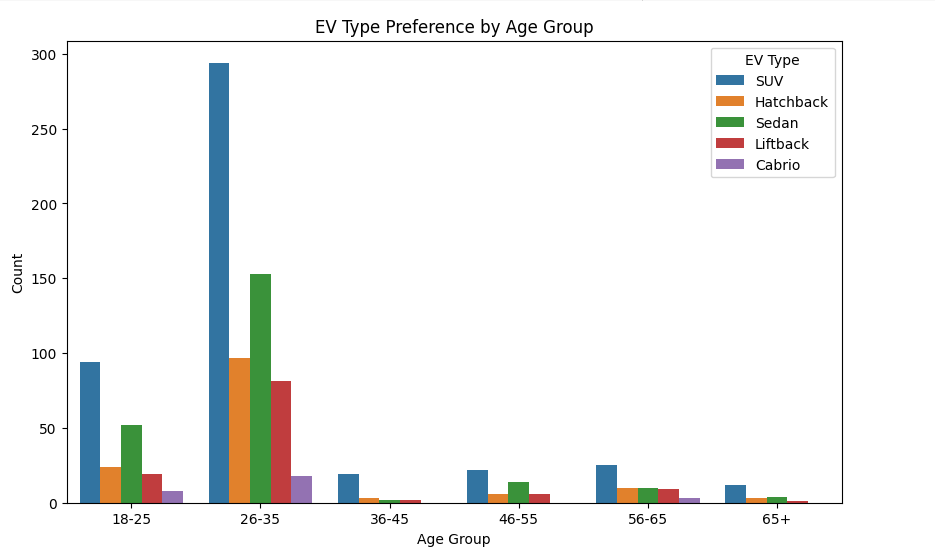 EV Type Preference by Age Group
300
250
200
150
100
50
0
Count
EV Type
SUV
Hatchback
Sedan
Liftback
Cabrio
18-25 26-35 36-45 46-55 56-65 65+
Age Group